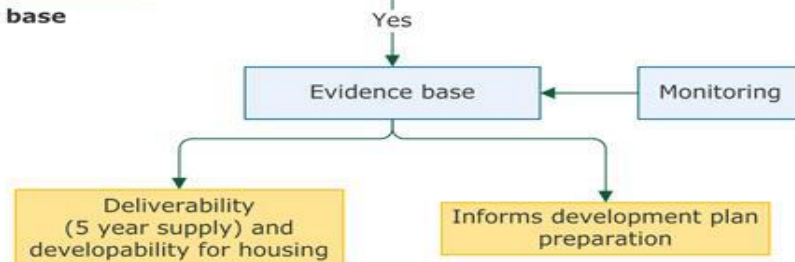 base
Yes
Evidence base
Monitoring
Deliverability
(5 year supply) and
developability for housing
Informs development plan
preparation